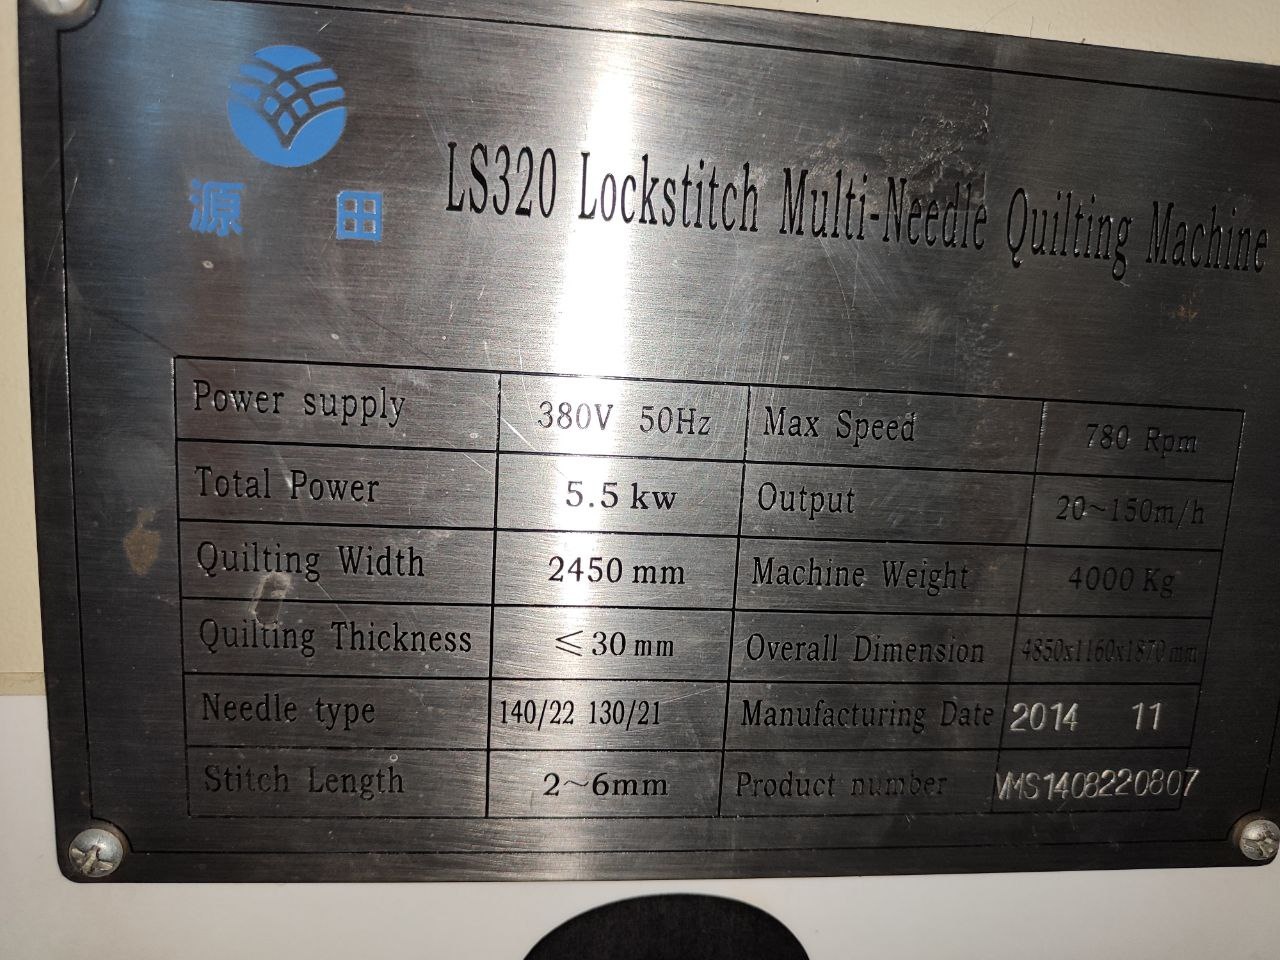 源 田
LS320 Lockstitch Multi-Needle Quilting Machine
Power supply 380V 50Hz Max Speed 780 Rpm
Total Power 5.5 kw Output 20~150m/h
Quilting Width 2450 mm Machine Weight 4000 Kg
Quilting Thickness ≤30 mm Overall Dimension 4850x1160x1870 mm
Needle type 140/22 130/21 Manufacturing Date 2014 11
Stitch Length 2~6mm Product number VMS1408220807